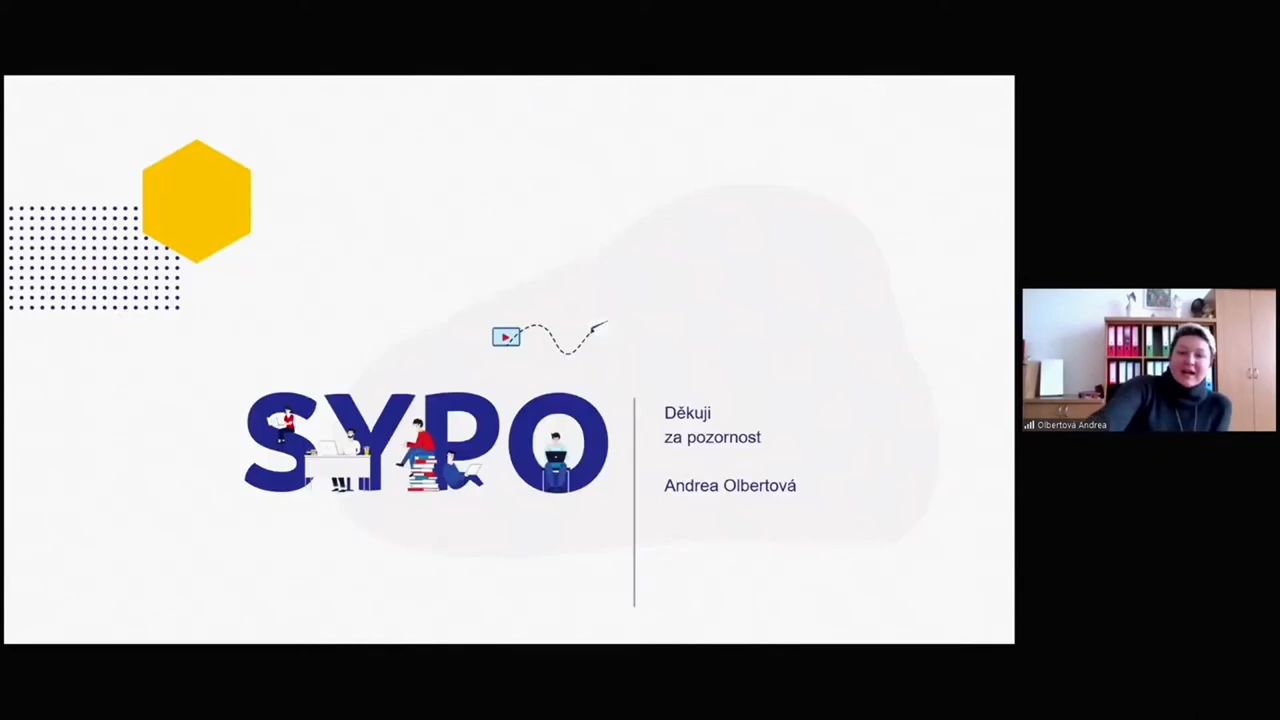 SYPO
Děkuji
za pozornost
Andrea Olbertová
Olbertová Andrea